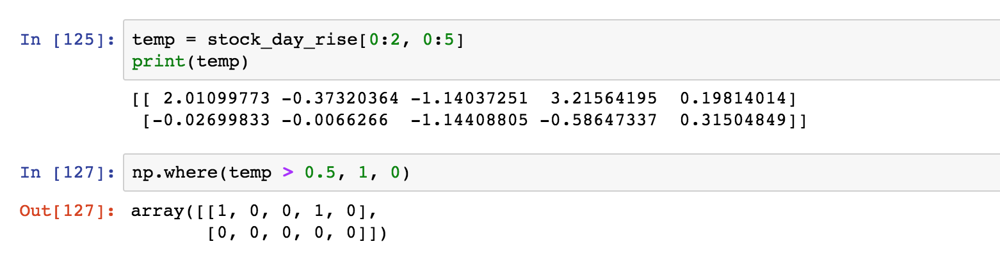 In [125]: temp = stock_day_rise[0:2, 0:5]
print(temp)
[[ 2.01099773 -0.37320364 -1.14037251  3.21564195  0.19814014]
 [-0.02699833 -0.0066266  -1.14408805 -0.58647337  0.31504849]]
In [127]: np.where(temp > 0.5, 1, 0)
Out[127]: array([[1, 0, 0, 1, 0],
       [0, 0, 0, 0, 0]])